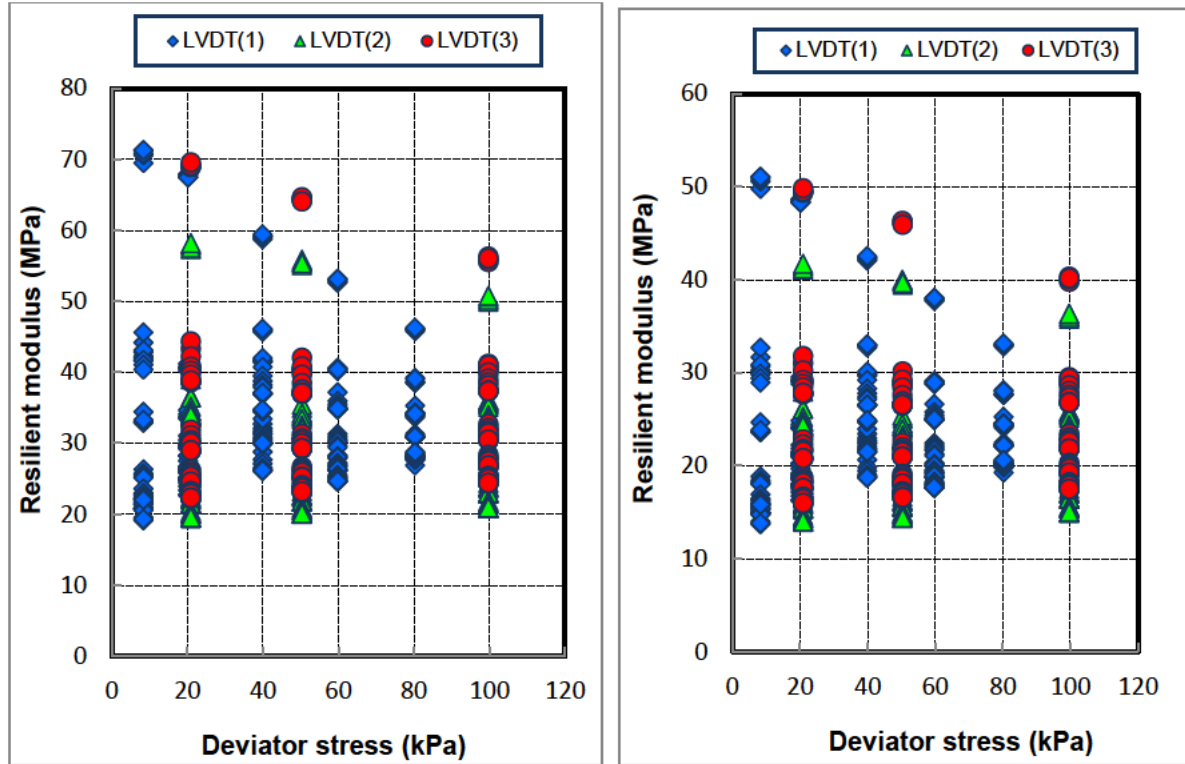 LVDT(1) LVDT(2) LVDT(3)
80
70
60
50
40
30
20
10
0
Resilient modulus (MPa)
0 20 40 60 80 100 120
Deviator stress (kPa)
LVDT(1) LVDT(2) LVDT(3)
60
50
40
30
20
10
0
Resilient modulus (MPa)
0 20 40 60 80 100 120
Deviator stress (kPa)